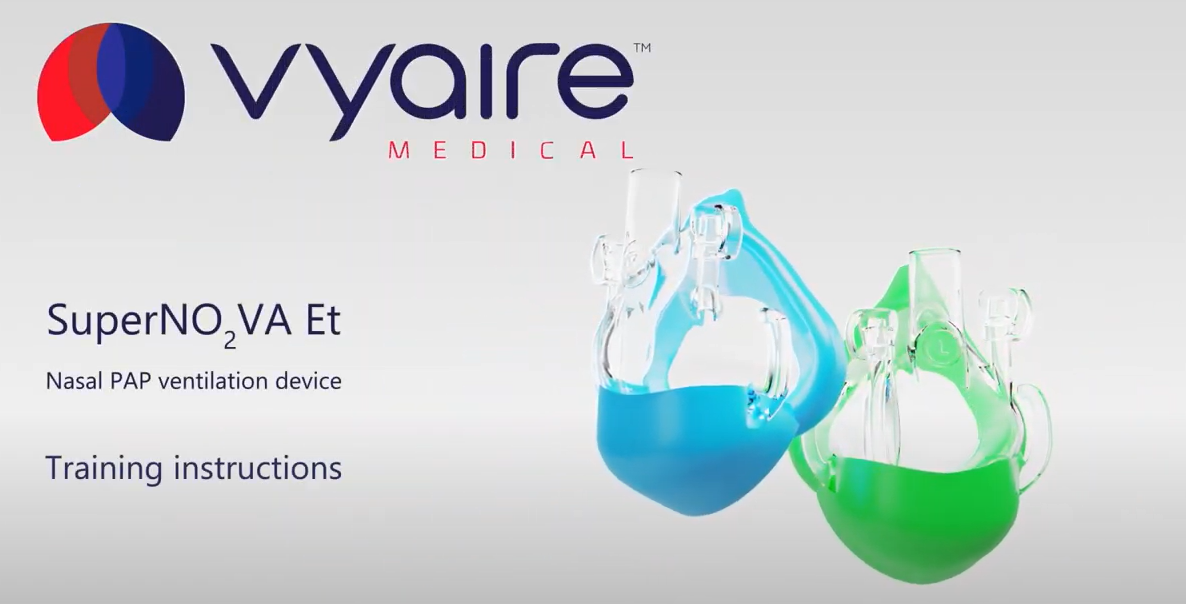 vyaire™
MEDICAL
SuperNO₂VA Et
Nasal PAP ventilation device
Training instructions
L